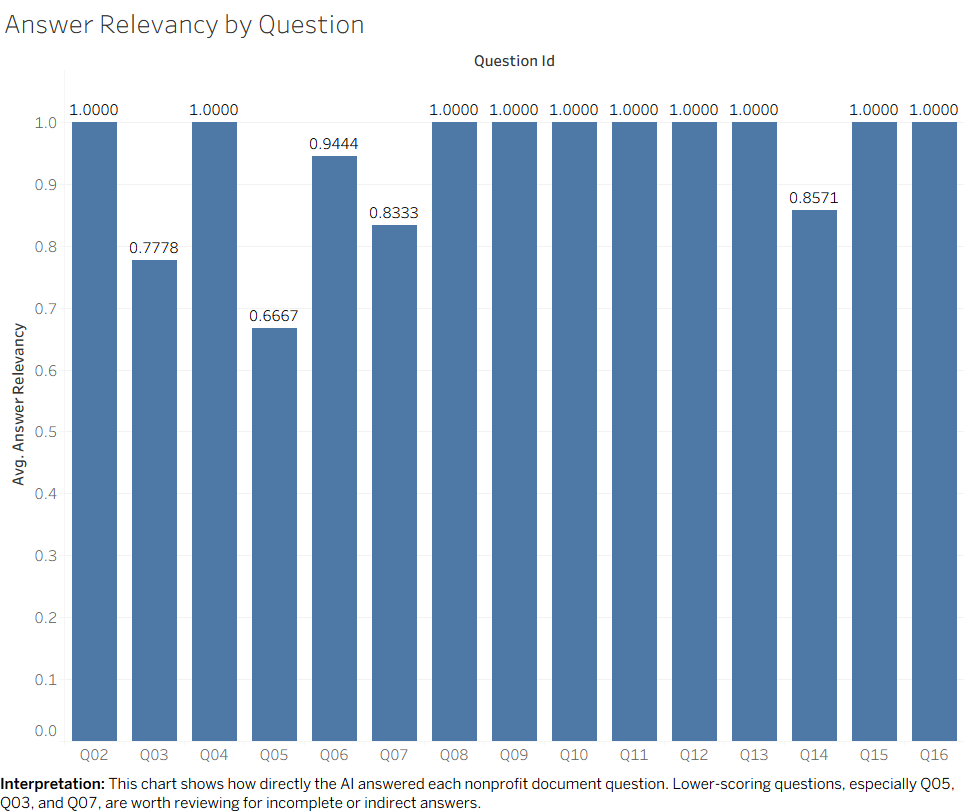 Answer Relevancy by Question
Question Id
1.0000 1.0000 1.0000 1.0000 1.0000 1.0000 1.0000 1.0000 1.0000 1.0000
1.0
0.9444
0.9
0.8571
0.8333
0.8
0.7778
0.7
0.6667
Avg. Answer Relevancy
0.6
0.5
0.4
0.3
0.2
0.1
0.0
Q02 Q03 Q04 Q05 Q06 Q07 Q08 Q09 Q10 Q11 Q12 Q13 Q14 Q15 Q16
Interpretation: This chart shows how directly the AI answered each nonprofit document question. Lower-scoring questions, especially Q05,
Q03, and Q07, are worth reviewing for incomplete or indirect answers.